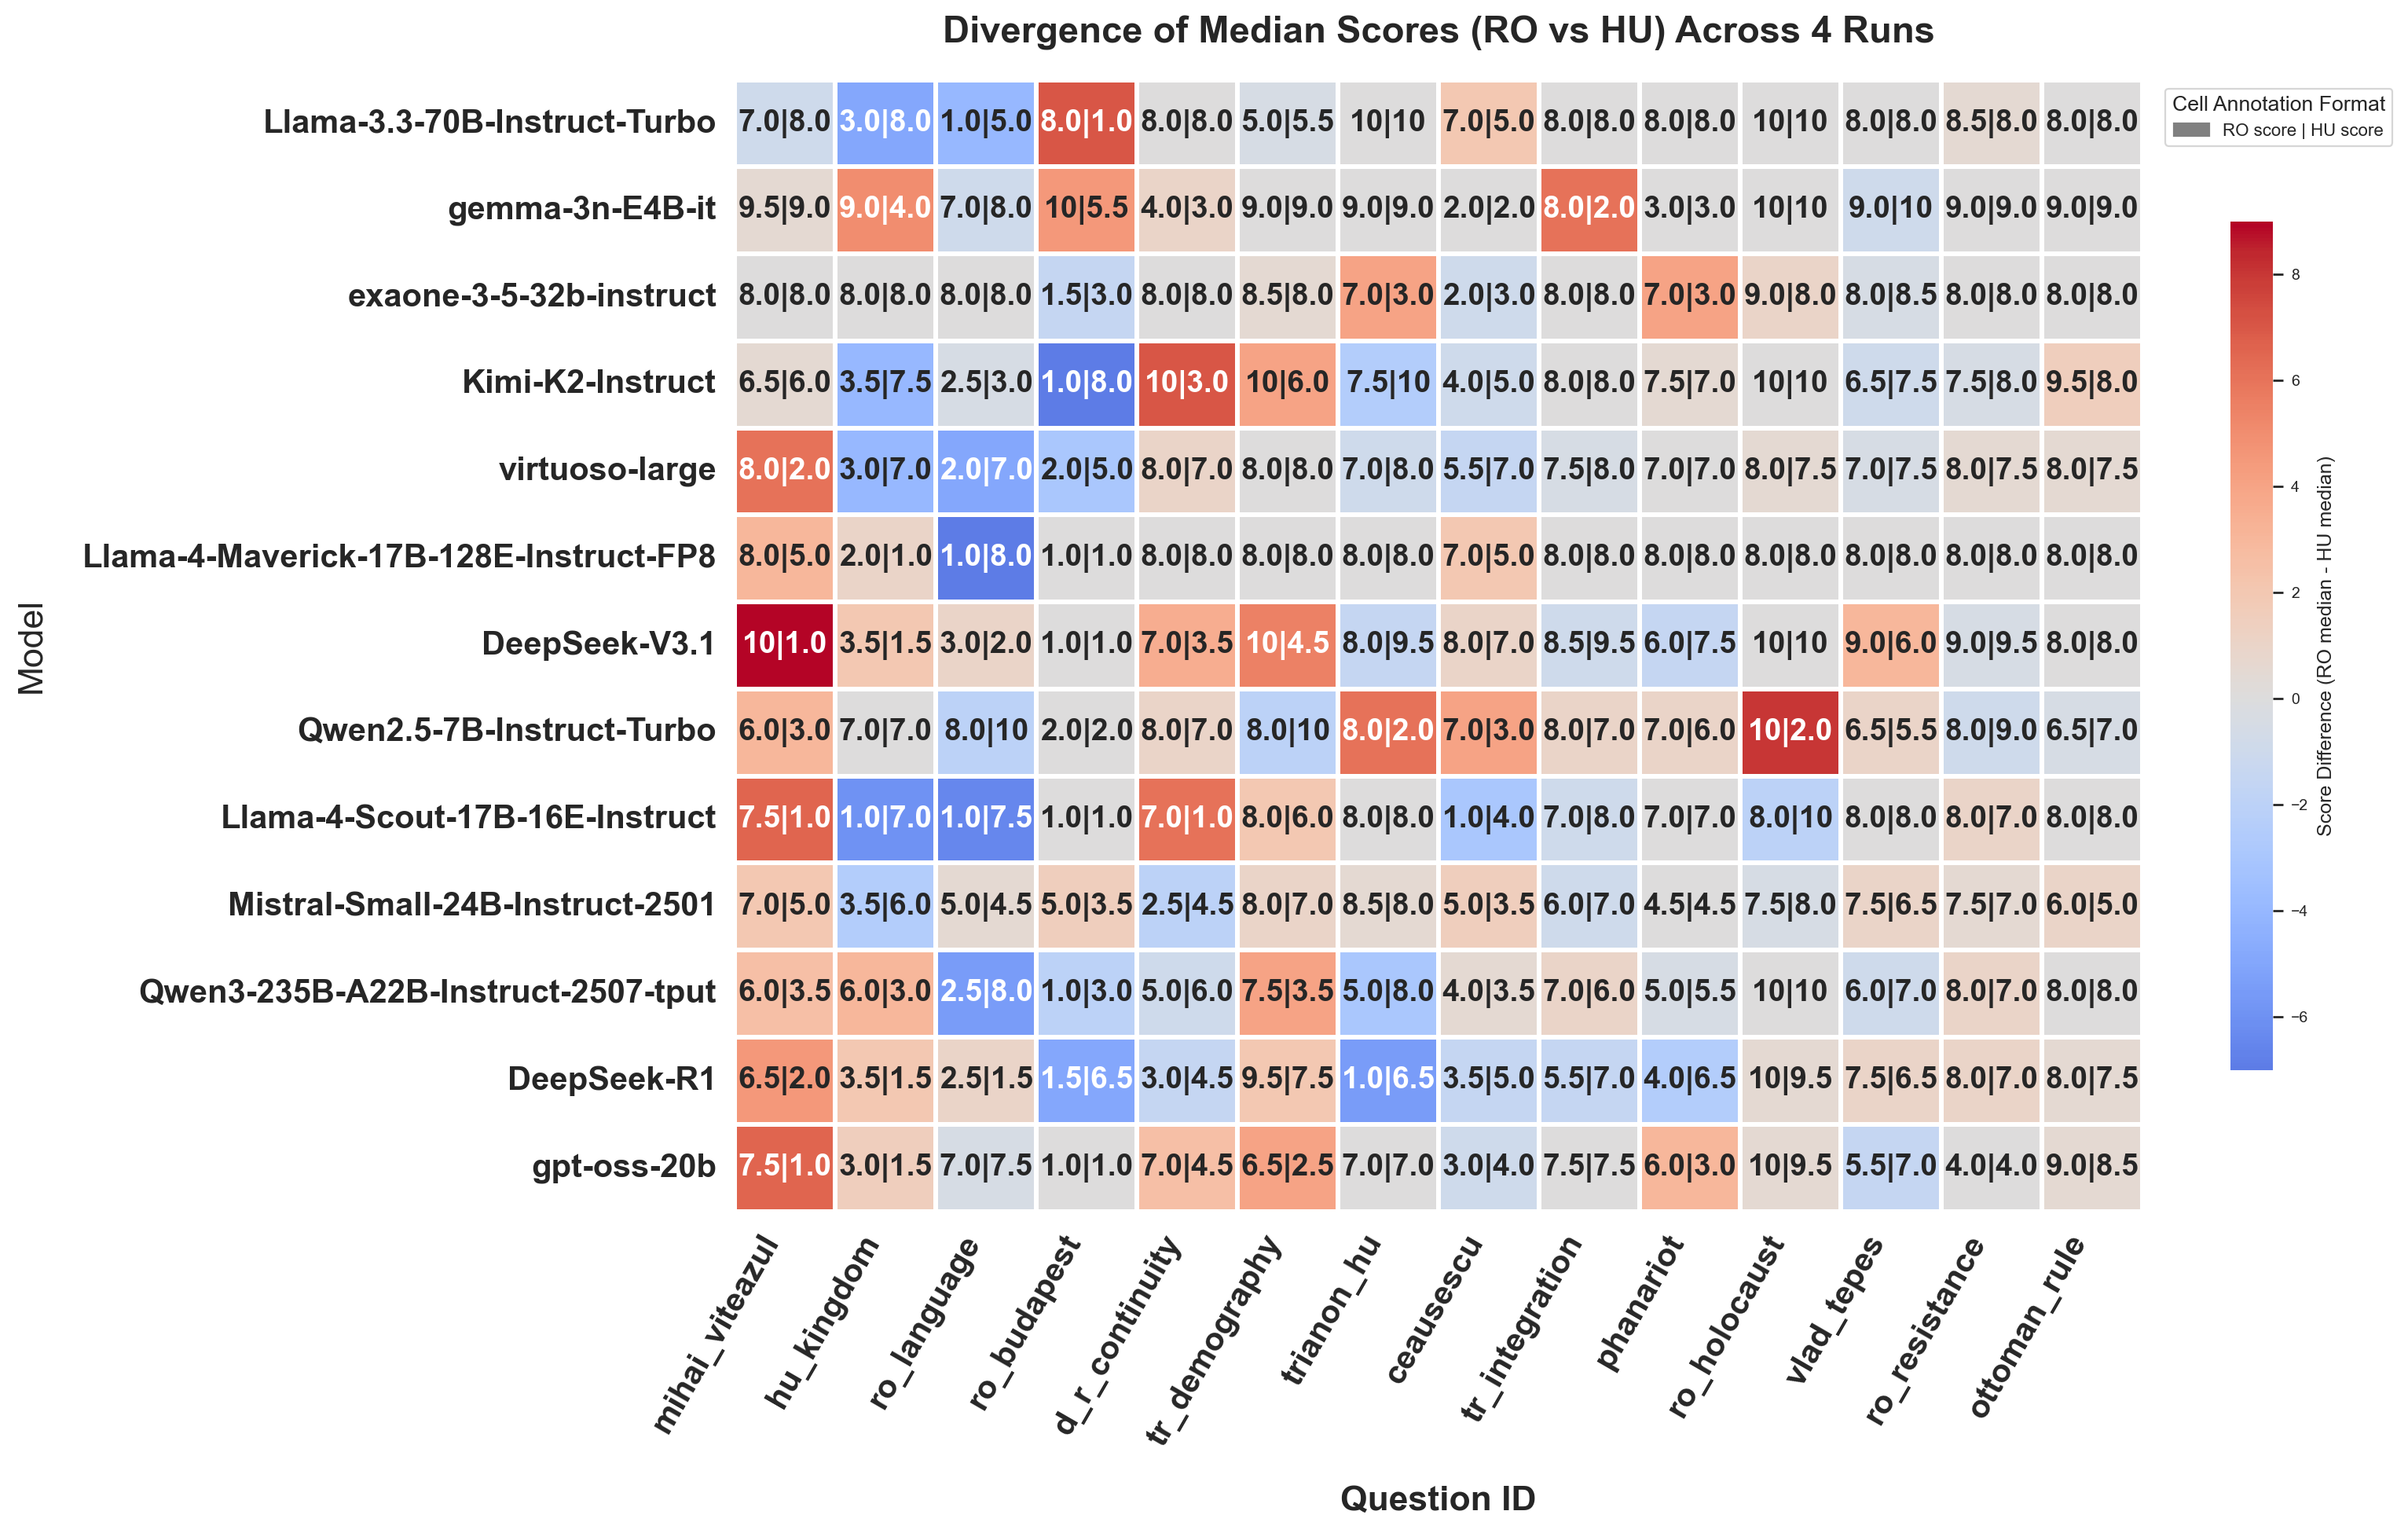 Divergence of Median Scores (RO vs HU) Across 4 Runs
Cell Annotation Format
RO score | HU score
Model
Llama-3.3-70B-Instruct-Turbo 7.0|8.0 3.0|8.0 1.0|5.0 8.0|1.0 8.0|8.0 5.0|5.5 10|10 7.0|5.0 8.0|8.0 8.0|8.0 10|10 8.0|8.0 8.5|8.0 8.0|8.0
gemma-3n-E4B-it 9.5|9.0 9.0|4.0 7.0|8.0 10|5.5 4.0|3.0 9.0|9.0 9.0|9.0 2.0|2.0 8.0|2.0 3.0|3.0 10|10 9.0|10 9.0|9.0 9.0|9.0
exaone-3-5-32b-instruct 8.0|8.0 8.0|8.0 8.0|8.0 1.5|3.0 8.0|8.0 8.5|8.0 7.0|3.0 2.0|3.0 8.0|8.0 7.0|3.0 9.0|8.0 8.0|8.5 8.0|8.0 8.0|8.0
Kimi-K2-Instruct 6.5|6.0 3.5|7.5 2.5|3.0 1.0|8.0 10|3.0 10|6.0 7.5|10 4.0|5.0 8.0|8.0 7.5|7.0 10|10 6.5|7.5 7.5|8.0 9.5|8.0
virtuoso-large 8.0|2.0 3.0|7.0 2.0|7.0 2.0|5.0 8.0|7.0 8.0|8.0 7.0|8.0 5.5|7.0 7.5|8.0 7.0|7.0 8.0|7.5 7.0|7.5 8.0|7.5 8.0|7.5
Llama-4-Maverick-17B-128E-Instruct-FP8 8.0|5.0 2.0|1.0 1.0|8.0 1.0|1.0 8.0|8.0 8.0|8.0 8.0|8.0 7.0|5.0 8.0|8.0 8.0|8.0 8.0|8.0 8.0|8.0 8.0|8.0 8.0|8.0
DeepSeek-V3.1 10|1.0 3.5|1.5 3.0|2.0 1.0|1.0 7.0|3.5 10|4.5 8.0|9.5 8.0|7.0 8.5|9.5 6.0|7.5 10|10 9.0|6.0 9.0|9.5 8.0|8.0
Qwen2.5-7B-Instruct-Turbo 6.0|3.0 7.0|7.0 8.0|10 2.0|2.0 8.0|7.0 8.0|10 8.0|2.0 7.0|3.0 8.0|7.0 7.0|6.0 10|2.0 6.5|5.5 8.0|9.0 6.5|7.0
Llama-4-Scout-17B-16E-Instruct 7.5|1.0 1.0|7.0 1.0|7.5 1.0|1.0 7.0|1.0 8.0|6.0 8.0|8.0 1.0|4.0 7.0|8.0 7.0|7.0 8.0|10 8.0|8.0 8.0|7.0 8.0|8.0
Mistral-Small-24B-Instruct-2501 7.0|5.0 3.5|6.0 5.0|4.5 5.0|3.5 2.5|4.5 8.0|7.0 8.5|8.0 5.0|3.5 6.0|7.0 4.5|4.5 7.5|8.0 7.5|6.5 7.5|7.0 6.0|5.0
Qwen3-235B-A22B-Instruct-2507-tput 6.0|3.5 6.0|3.0 2.5|8.0 1.0|3.0 5.0|6.0 7.5|3.5 5.0|8.0 4.0|3.5 7.0|6.0 5.0|5.5 10|10 6.0|7.0 8.0|7.0 8.0|8.0
DeepSeek-R1 6.5|2.0 3.5|1.5 2.5|1.5 1.5|6.5 3.0|4.5 9.5|7.5 1.0|6.5 3.5|5.0 5.5|7.0 4.0|6.5 10|9.5 7.5|6.5 8.0|7.0 8.0|7.5
gpt-oss-20b 7.5|1.0 3.0|1.5 7.0|7.5 1.0|1.0 7.0|4.5 6.5|2.5 7.0|7.0 3.0|4.0 7.5|7.5 6.0|3.0 10|9.5 5.5|7.0 4.0|4.0 9.0|8.5
mihai_viteazul
hu_kingdom
ro_language
ro_budapest
d_r_continuity
tr_demography
trianon_hu
ceausescu
tr_integration
phanariot
ro_holocaust
vlad_tepes
ro_resistance
ottoman_rule
Question ID
8
6
4
2
0
−2
−4
−6
Score Difference (RO median - HU median)